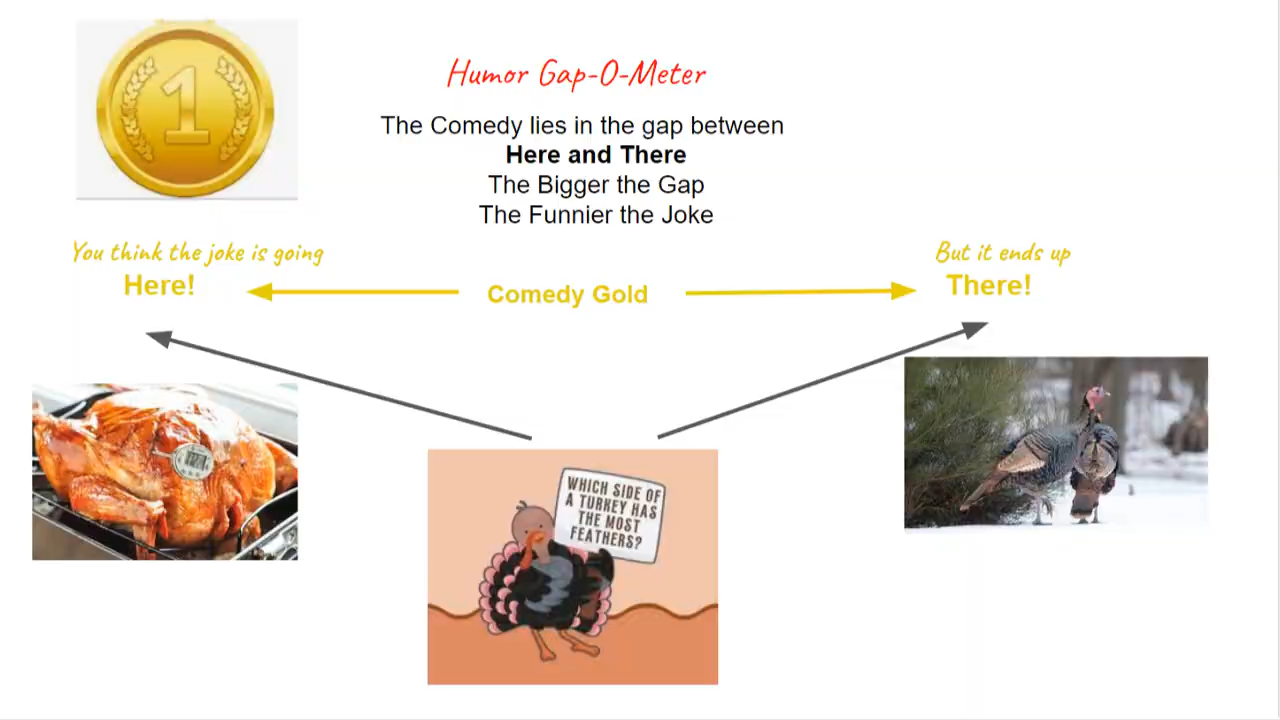 1
Humor Gap-O-Meter
The Comedy lies in the gap between
Here and There
The Bigger the Gap
The Funnier the Joke
You think the joke is going
Here!
Comedy Gold
But it ends up
There!
WHICH SIDE OF
A TURKEY HAS
THE MOST
FEATHERS?